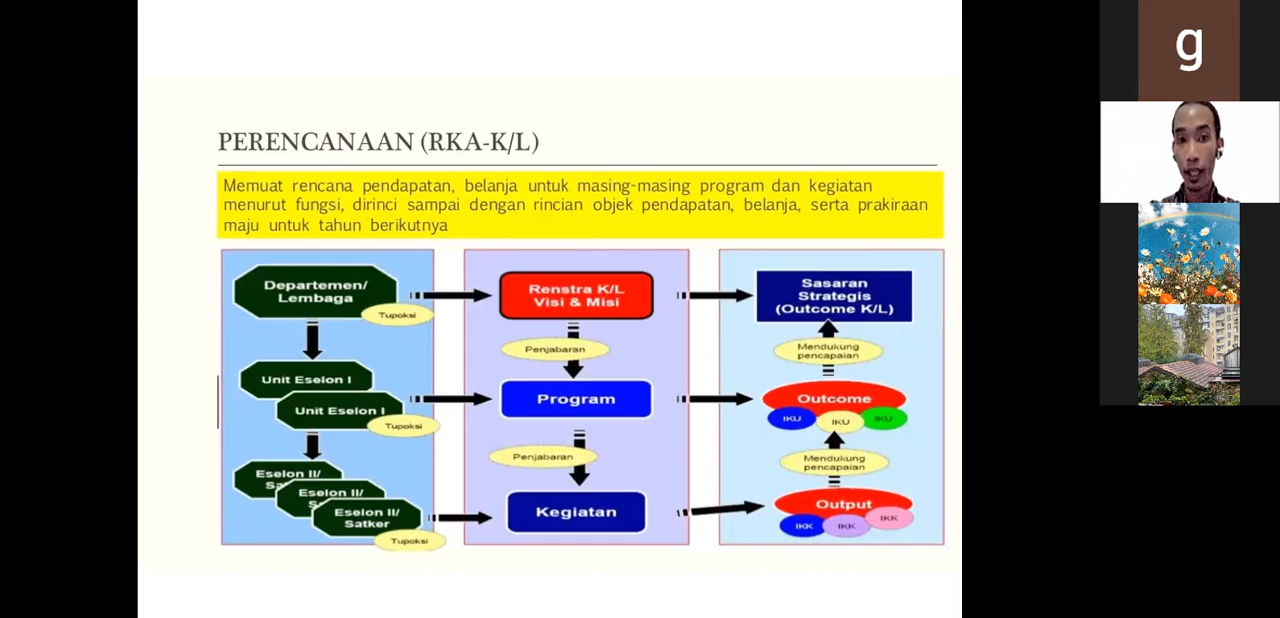 PERENCANAAN (RKA-K/L)
Memuat rencana pendapatan, belanja untuk masing-masing program dan kegiatan
menurut fungsi, dirinci sampai dengan rincian objek pendapatan, belanja, serta prakiraan
maju untuk tahun berikutnya
Departemen/
Lembaga
Tupoksi
Unit Eselon I
Unit Eselon I
Tupoksi
Eselon II/
Eselon II/
Eselon II/
Satker
Tupoksi
Renstra K/L
Visi & Misi
Penjabaran
Program
Penjabaran
Kegiatan
Sasaran
Strategis
(Outcome K/L)
Mendukung
pencapaian
Outcome
IKU
IKU
IKU
Mendukung
pencapaian
Output
IKK
IKK
IKK
g